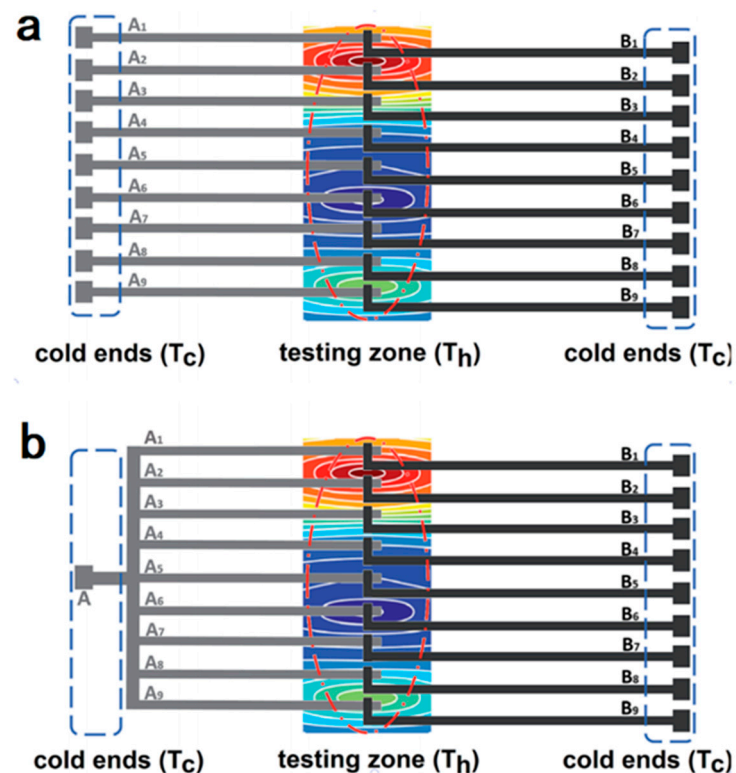 a
A1
B1
A2
B2
A3
B3
A4
B4
A5
B5
A6
B6
A7
B7
A8
B8
A9
B9
cold ends (Tc) testing zone (Th) cold ends (Tc)
b
A1
B1
A2
B2
A3
B3
A4
B4
A5
B5
A
A6
B6
A7
B7
A8
B8
A9
B9
cold ends (Tc) testing zone (Th) cold ends (Tc)